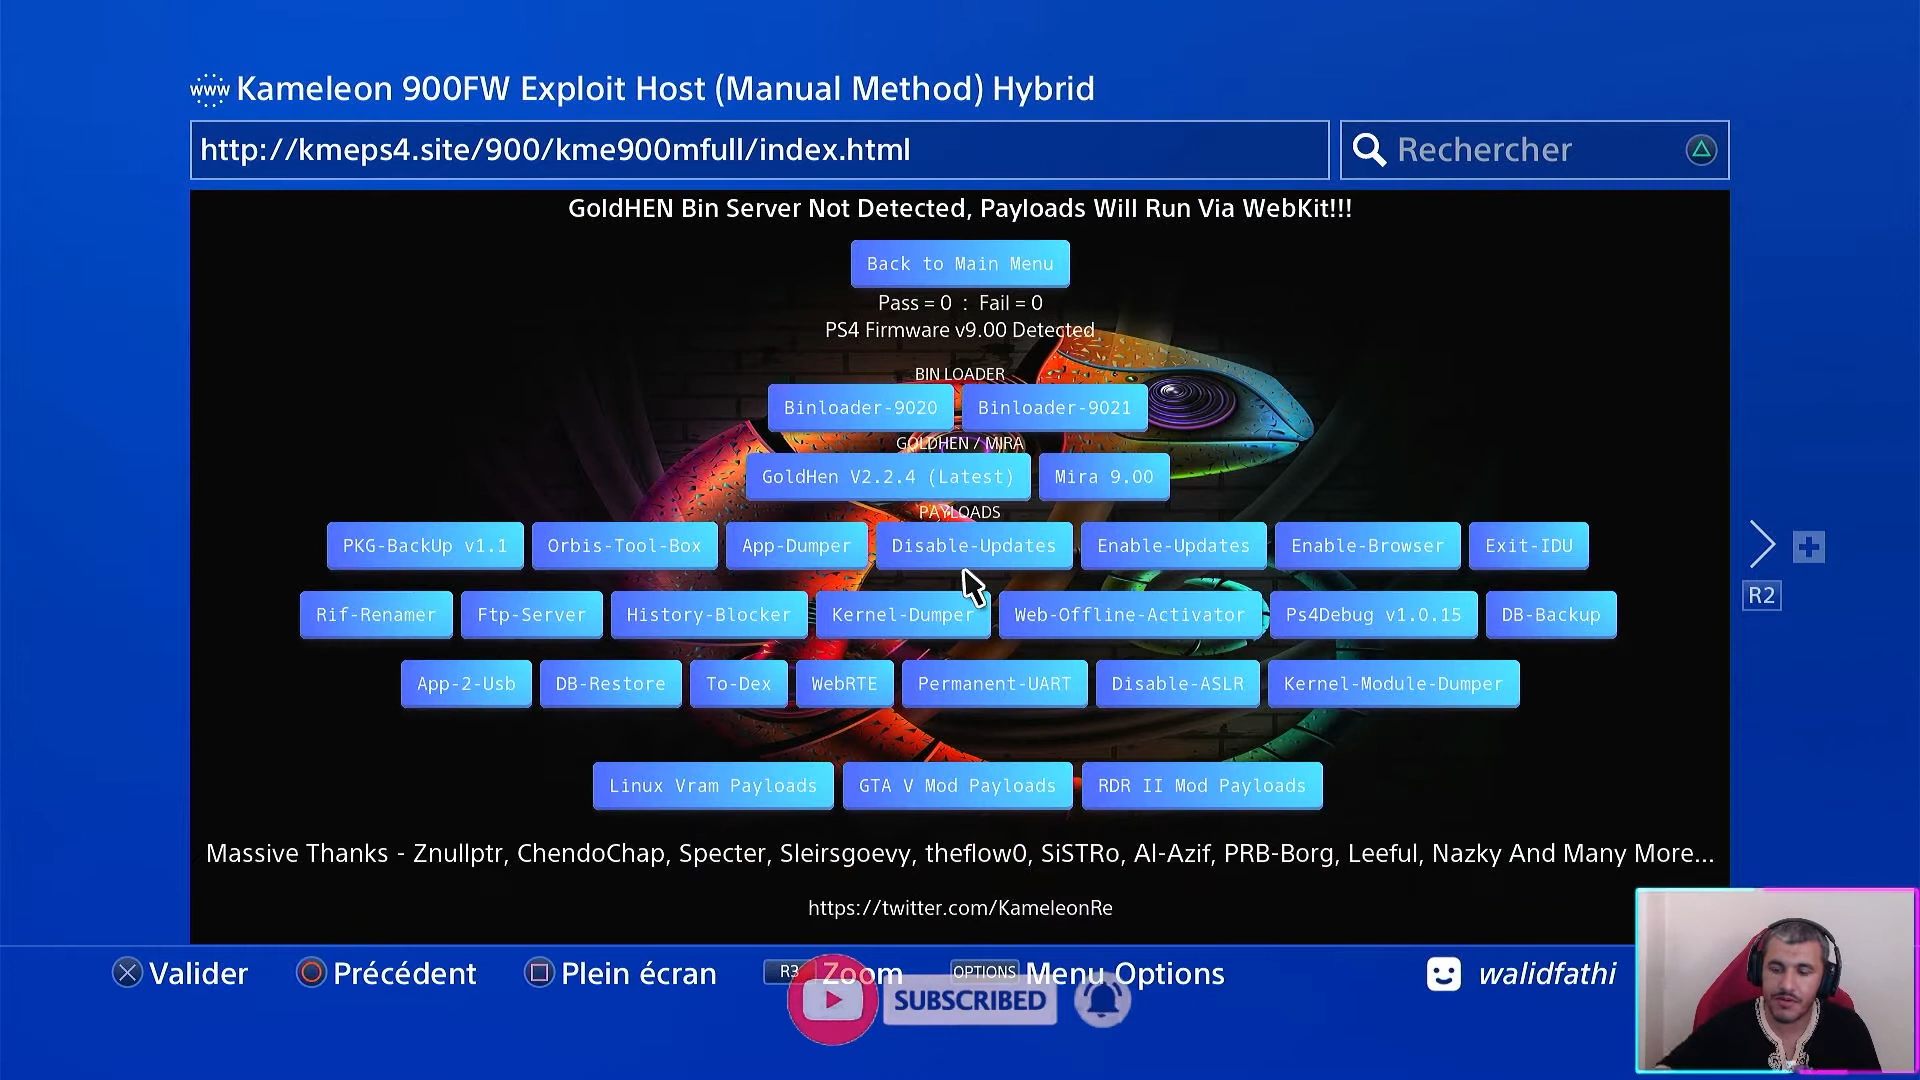 www Kameleon 900FW Exploit Host (Manual Method) Hybrid
http://kmeps4.site/900/kme900mfull/index.html
Rechercher
GoldHEN Bin Server Not Detected, Payloads Will Run Via WebKit!!!
Back to Main Menu
Pass = 0 : Fail = 0
PS4 Firmware v9.00 Detected
BIN LOADER
Binloader-9020 Binloader-9021
GOLDHEN / MIRA
GoldHen V2.2.4 (Latest) Mira 9.00
PAYLOADS
PKG-BackUp v1.1 Orbis-Tool-Box App-Dumper Disable-Updates Enable-Updates Enable-Browser Exit-IDU
Rif-Renamer Ftp-Server History-Blocker Kernel-Dumper Web-Offline-Activator Ps4Debug v1.0.15 DB-Backup
App-2-Usb DB-Restore To-Dex WebRTE Permanent-UART Disable-ASLR Kernel-Module-Dumper
Linux Vram Payloads GTA V Mod Payloads RDR II Mod Payloads
Massive Thanks - Znullptr, ChendoChap, Specter, Sleirsgoevy, theflow0, SiSTRo, Al-Azif, PRB-Borg, Leeful, Nazky And Many More...
https://twitter.com/KameleonRe
R2
Valider Précédent Plein écran R3 Zoom OPTIONS Menu Options walidfathi
SUBSCRIBED